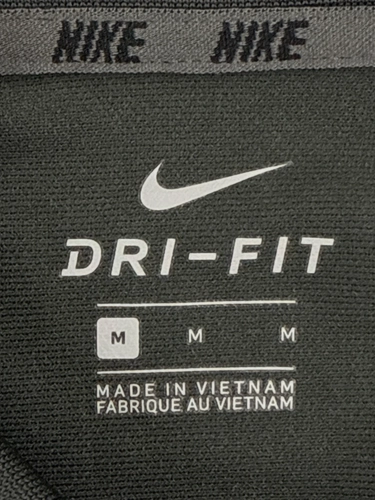 NIKE NIKE
DRI-FIT
M M M
MADE IN VIETNAM
FABRIQUE AU VIETNAM